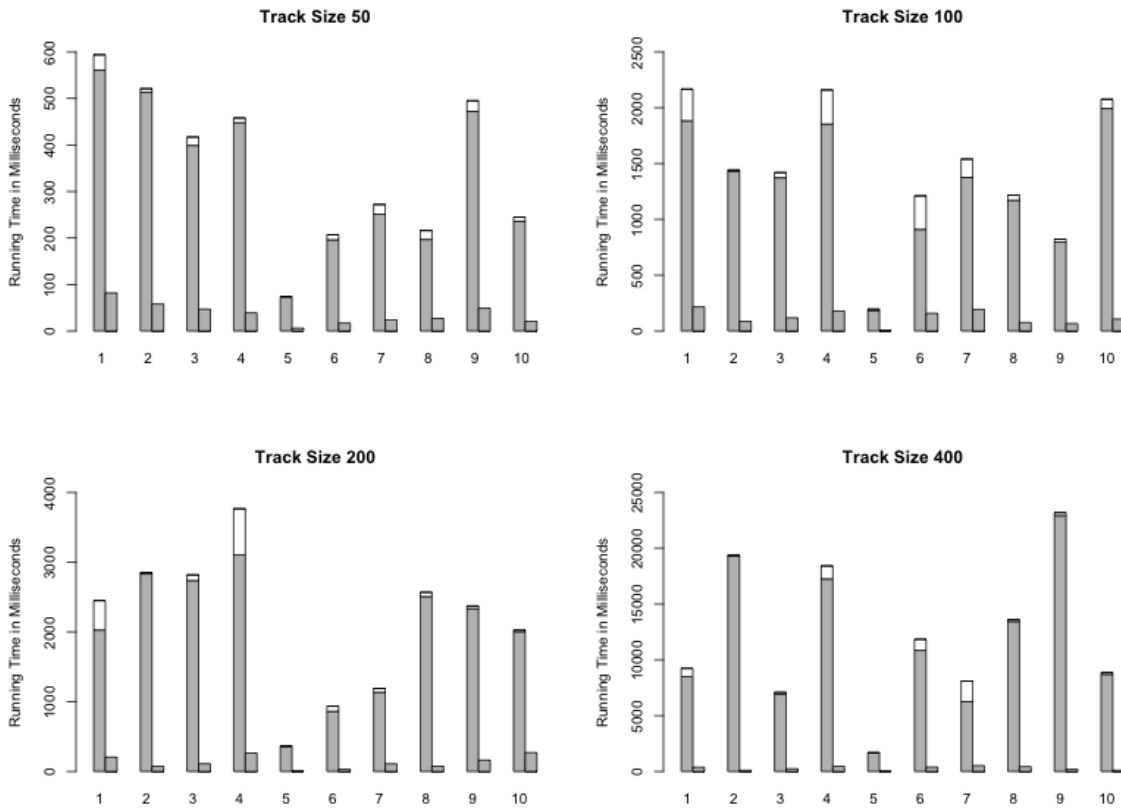 Track Size 50
Running Time in Milliseconds
600
500
400
300
200
100
0
1 2 3 4 5 6 7 8 9 10
Track Size 100
Running Time in Milliseconds
2500
2000
1500
1000
500
0
1 2 3 4 5 6 7 8 9 10
Track Size 200
Running Time in Milliseconds
4000
3000
2000
1000
0
1 2 3 4 5 6 7 8 9 10
Track Size 400
Running Time in Milliseconds
25000
20000
15000
10000
5000
0
1 2 3 4 5 6 7 8 9 10